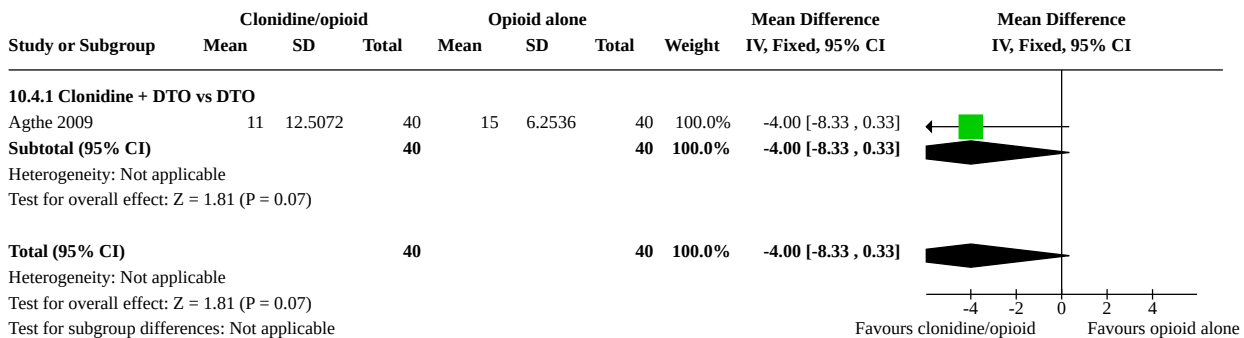 Clonidine/opioid Opioid alone Mean Difference Mean Difference
Study or Subgroup Mean SD Total Mean SD Total Weight IV, Fixed, 95% CI IV, Fixed, 95% CI
10.4.1 Clonidine + DTO vs DTO
Agthe 2009 11 12.5072 40 15 6.2536 40 100.0% -4.00 [-8.33 , 0.33]
Subtotal (95% CI) 40 40 100.0% -4.00 [-8.33 , 0.33]
Heterogeneity: Not applicable
Test for overall effect: Z = 1.81 (P = 0.07)
Total (95% CI) 40 40 100.0% -4.00 [-8.33 , 0.33]
Heterogeneity: Not applicable
Test for overall effect: Z = 1.81 (P = 0.07) -4 -2 0 2 4
Test for subgroup differences: Not applicable Favours clonidine/opioid Favours opioid alone